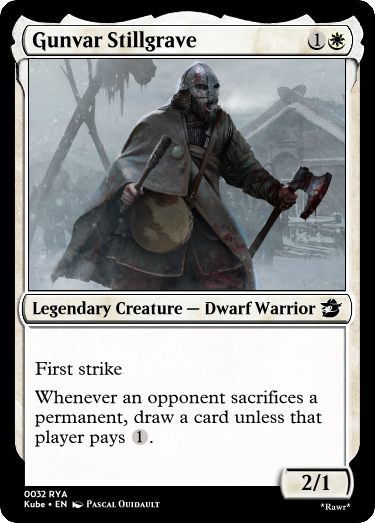 Gunvar Stillgrave 1
Legendary Creature — Dwarf Warrior
First strike
Whenever an opponent sacrifices a
permanent, draw a card unless that
player pays 1.
2/1
0032 RYA
Kube • EN Pascal Ouidault
*Rawr*